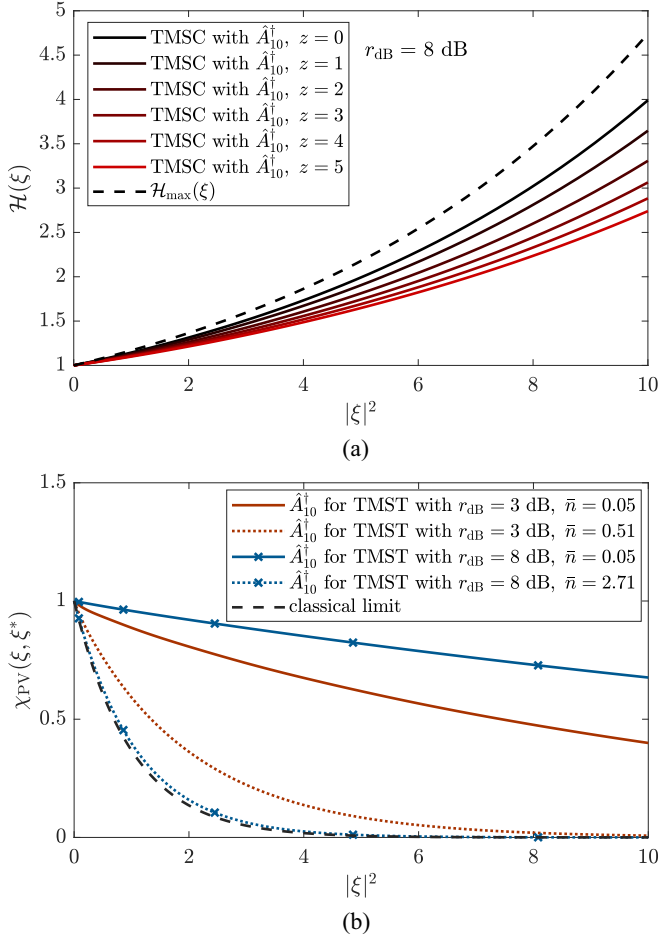 5
4.5
4
3.5
3
2.5
2
1.5
1
ℋ(ξ)
TMSC with Â†₁₀, z = 0
TMSC with Â†₁₀, z = 1
TMSC with Â†₁₀, z = 2
TMSC with Â†₁₀, z = 3
TMSC with Â†₁₀, z = 4
TMSC with Â†₁₀, z = 5
ℋmax(ξ)
r_dB = 8 dB
0 2 4 6 8 10
|ξ|²
(a)
1.5
1
0.5
0
χPV(ξ, ξ*)
Â†₁₀ for TMST with r_dB = 3 dB, n̄ = 0.05
Â†₁₀ for TMST with r_dB = 3 dB, n̄ = 0.51
Â†₁₀ for TMST with r_dB = 8 dB, n̄ = 0.05
Â†₁₀ for TMST with r_dB = 8 dB, n̄ = 2.71
classical limit
0 2 4 6 8 10
|ξ|²
(b)